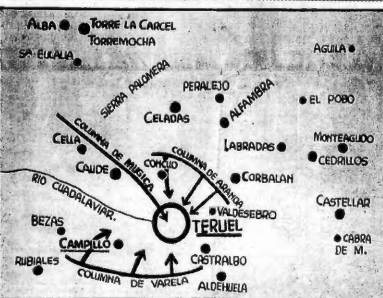 ALBA
TORRE LA CARCEL
TORREMOCHA
Sª EULALIA
AGUILA
SIERRA PALOMERA
PERALEJO
ALFAMBRA
EL POBO
CELADAS
CELLA
COLUMNA DE MUGICA
CONCUD
COLUMNA DE ARANDA
LABRADAS
MONTEAGUDO
CEDRILLOS
CAUDE
CORBALAN
RIO GUADALAVIAR.
VALDESEBRO
CASTELLAR
BEZAS
TERUEL
CAMPILLO
CASTRALBO
CABRA
DE M.
RUBIALES
COLUMNA DE VARELA
ALDEHUELA